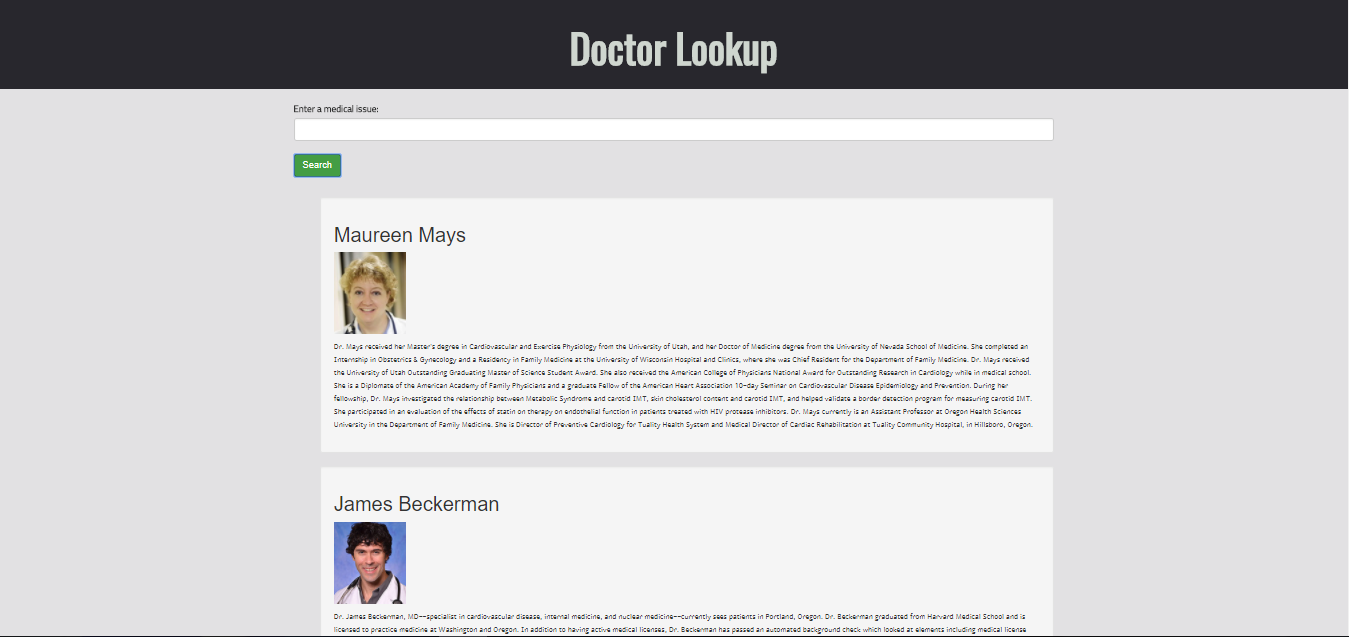 Doctor Lookup
Enter a medical issue:
Search
Maureen Mays
Dr. Mays received her Master's degree in Cardiovascular and Exercise Physiology from the University of Utah, and her Doctor of Medicine degree from the University of Nevada School of Medicine. She completed an
Internship in Obstetrics & Gynecology and a Residency in Family Medicine at the University of Wisconsin Hospital and Clinics, where she was Chief Resident for the Department of Family Medicine. Dr. Mays received
the University of Utah Outstanding Graduating Master of Science Student Award. She also received the American College of Physicians National Award for Outstanding Research in Cardiology while in medical school.
She is a Diplomate of the American Academy of Family Physicians and a graduate Fellow of the American Heart Association 10-day Seminar on Cardiovascular Disease Epidemiology and Prevention. During her
fellowship, Dr. Mays investigated the relationship between Metabolic Syndrome and carotid IMT, skin cholesterol content and carotid IMT, and helped validate a border detection program for measuring carotid IMT.
She participated in an evaluation of the effects of statin on therapy on endothelial function in patients treated with HIV protease inhibitors. Dr. Mays currently is an Assistant Professor at Oregon Health Sciences
University in the Department of Family Medicine. She is Director of Preventive Cardiology for Tuality Health System and Medical Director of Cardiac Rehabilitation at Tuality Community Hospital, in Hillsboro, Oregon.
James Beckerman
Dr. James Beckerman, MD--specialist in cardiovascular disease, internal medicine, and nuclear medicine--currently sees patients in Portland, Oregon. Dr. Beckerman graduated from Harvard Medical School and is
licensed to practice medicine at Washington and Oregon. In addition to having active medical licenses, Dr. Beckerman has passed an automated background check which looked at elements including medical license